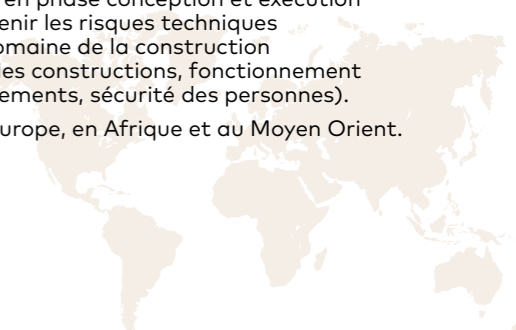 en phase conception et exécution
enir les risques techniques
omaine de la construction
les constructions, fonctionnement
ements, sécurité des personnes).
urope, en Afrique et au Moyen Orient.